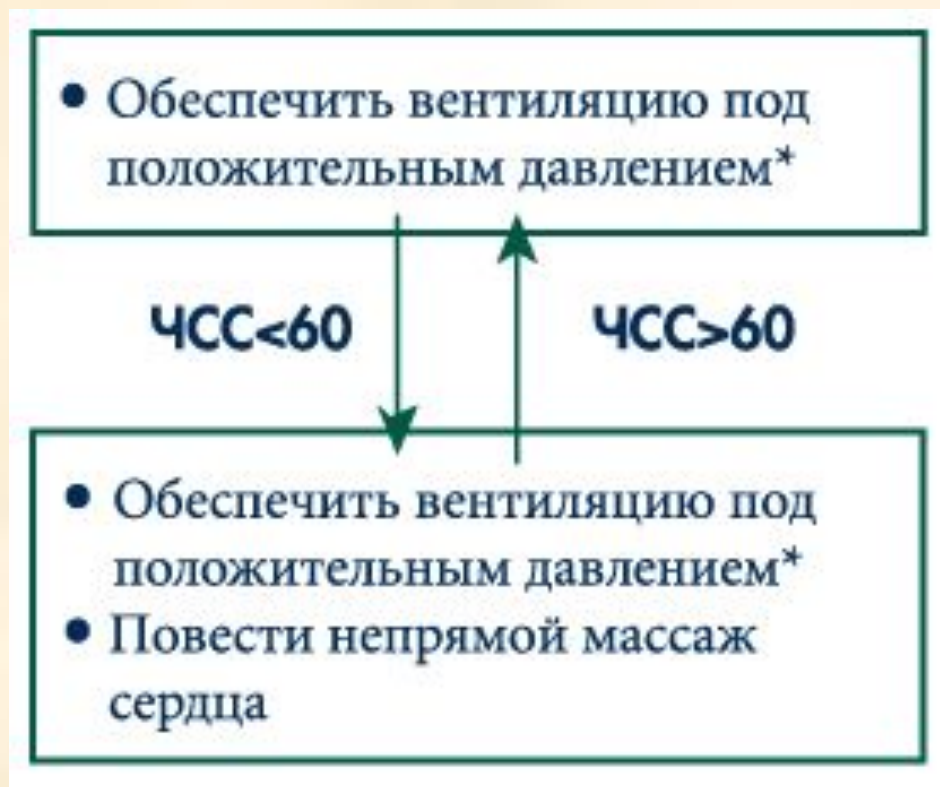 • Обеспечить вентиляцию под
положительным давлением*
ЧСС<60 ЧСС>60
• Обеспечить вентиляцию под
положительным давлением*
• Повести непрямой массаж
сердца